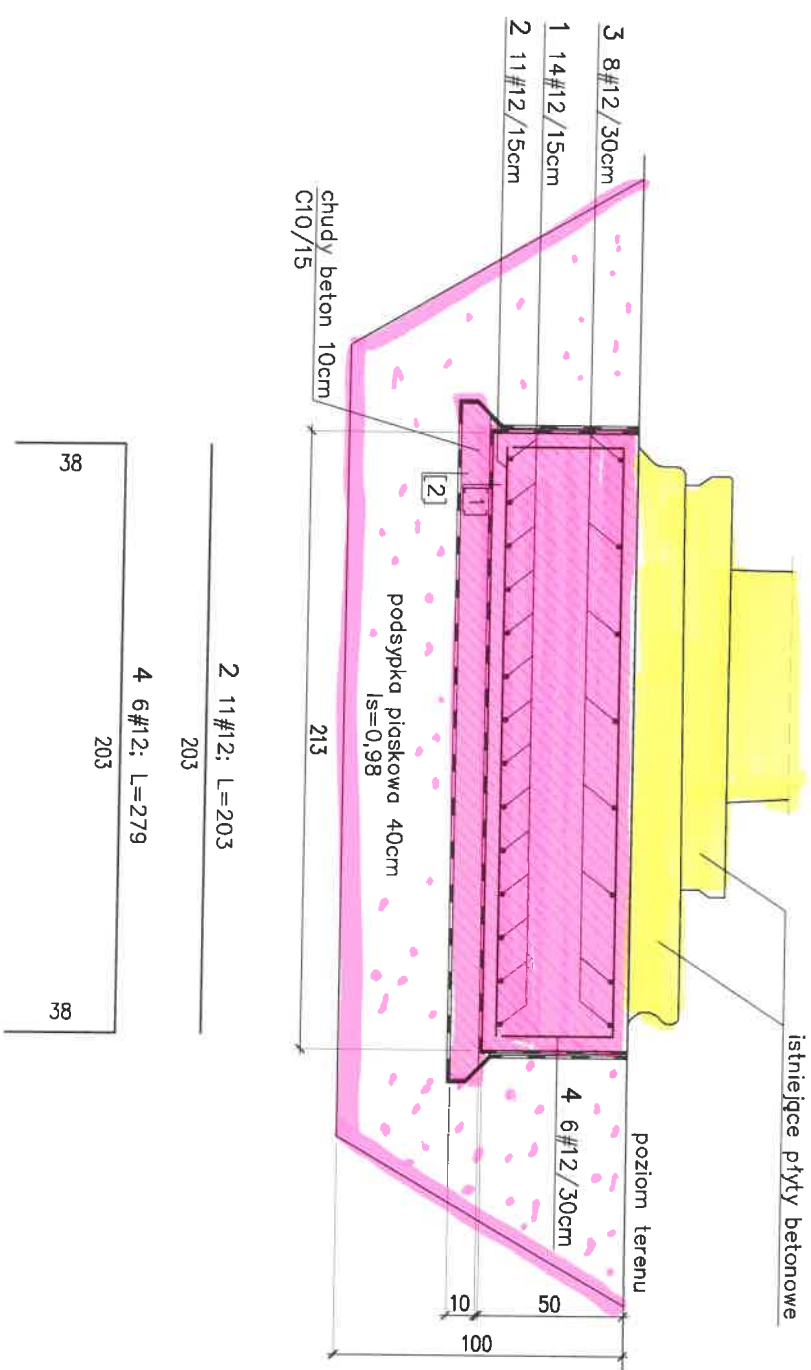 istniejące płyty betonowe
poziom terenu
3 8#12/30cm
1 14#12/15cm
2 11#12/15cm
4 6#12/30cm
50
10
100
chudy beton 10cm
C10/15
[1]
[2]
podsypka piaskowa 40cm
Is=0,98
213
2 11#12; L=203
203
4 6#12; L=279
203
38
38